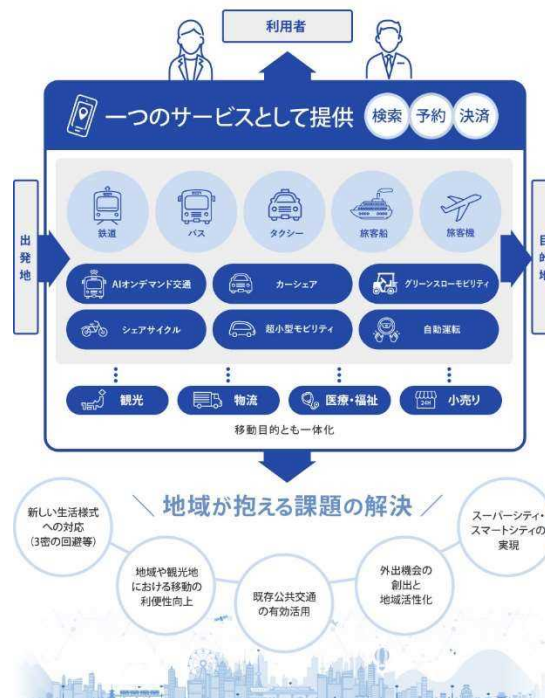 利用者
一つのサービスとして提供
検索
予約
決済
出発地
目的地
鉄道
バス
タクシー
旅客船
旅客機
AIオンデマンド交通
カーシェア
グリーンスローモビリティ
シェアサイクル
超小型モビリティ
自動運転
観光
物流
医療・福祉
24H
小売り
移動目的とも一体化
地域が抱える課題の解決
新しい生活様式
への対応
(3密の回避等)
地域や観光地
における移動の
利便性向上
既存公共交通
の有効活用
外出機会の
創出と
地域活性化
スーパーシティ・
スマートシティの
実現